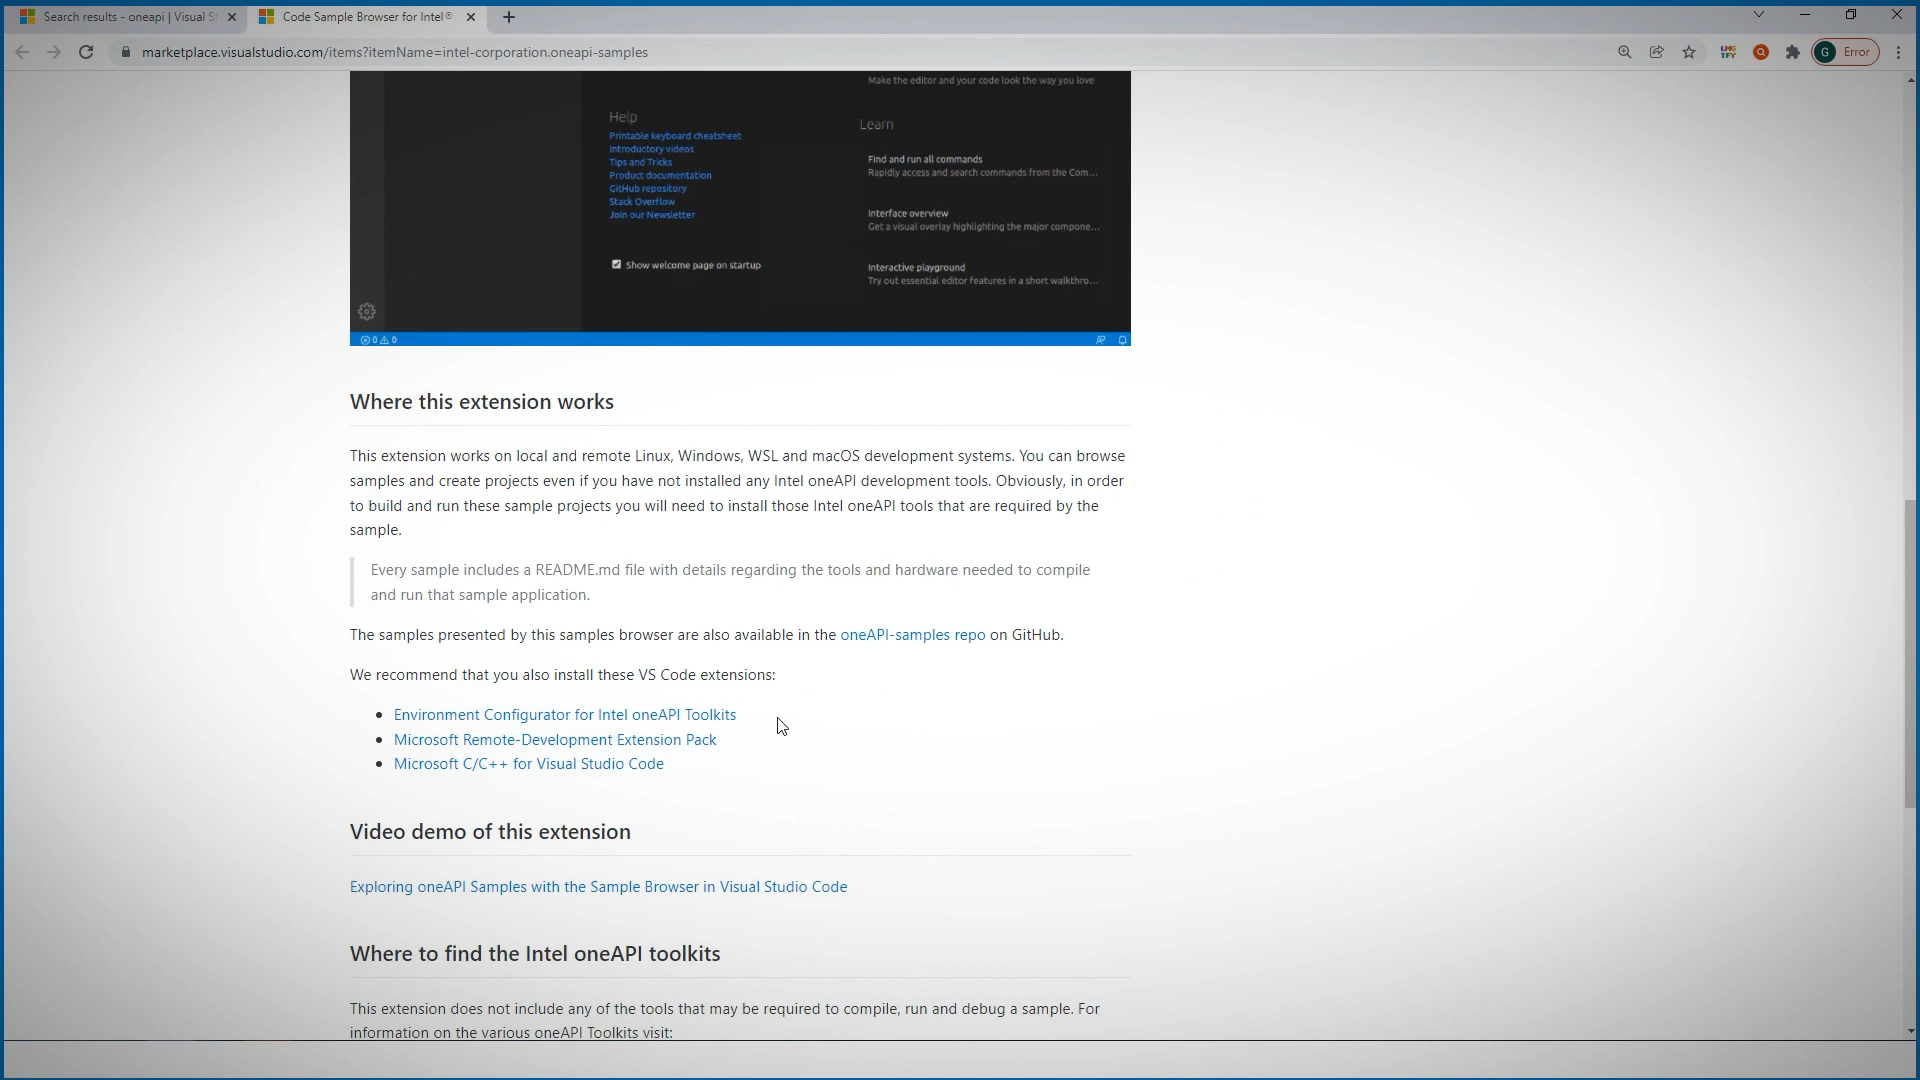 Search results - oneapi | Visual St
Code Sample Browser for Intel®
marketplace.visualstudio.com/items?itemName=intel-corporation.oneapi-samples
LMG
TFY
G Error
Make the editor and your code look the way you love
Help
Learn
Printable keyboard cheatsheet
Introductory videos
Tips and Tricks
Product documentation
GitHub repository
Stack Overflow
Join our Newsletter
Find and run all commands
Rapidly access and search commands from the Com...
Interface overview
Get a visual overlay highlighting the major compone...
Show welcome page on startup
Interactive playground
Try out essential editor features in a short walkthro...
0 0
Where this extension works
This extension works on local and remote Linux, Windows, WSL and macOS development systems. You can browse
samples and create projects even if you have not installed any Intel oneAPI development tools. Obviously, in order
to build and run these sample projects you will need to install those Intel oneAPI tools that are required by the
sample.
Every sample includes a README.md file with details regarding the tools and hardware needed to compile
and run that sample application.
The samples presented by this samples browser are also available in the oneAPI-samples repo on GitHub.
We recommend that you also install these VS Code extensions:
• Environment Configurator for Intel oneAPI Toolkits
• Microsoft Remote-Development Extension Pack
• Microsoft C/C++ for Visual Studio Code
Video demo of this extension
Exploring oneAPI Samples with the Sample Browser in Visual Studio Code
Where to find the Intel oneAPI toolkits
This extension does not include any of the tools that may be required to compile, run and debug a sample. For
information on the various oneAPI Toolkits visit: